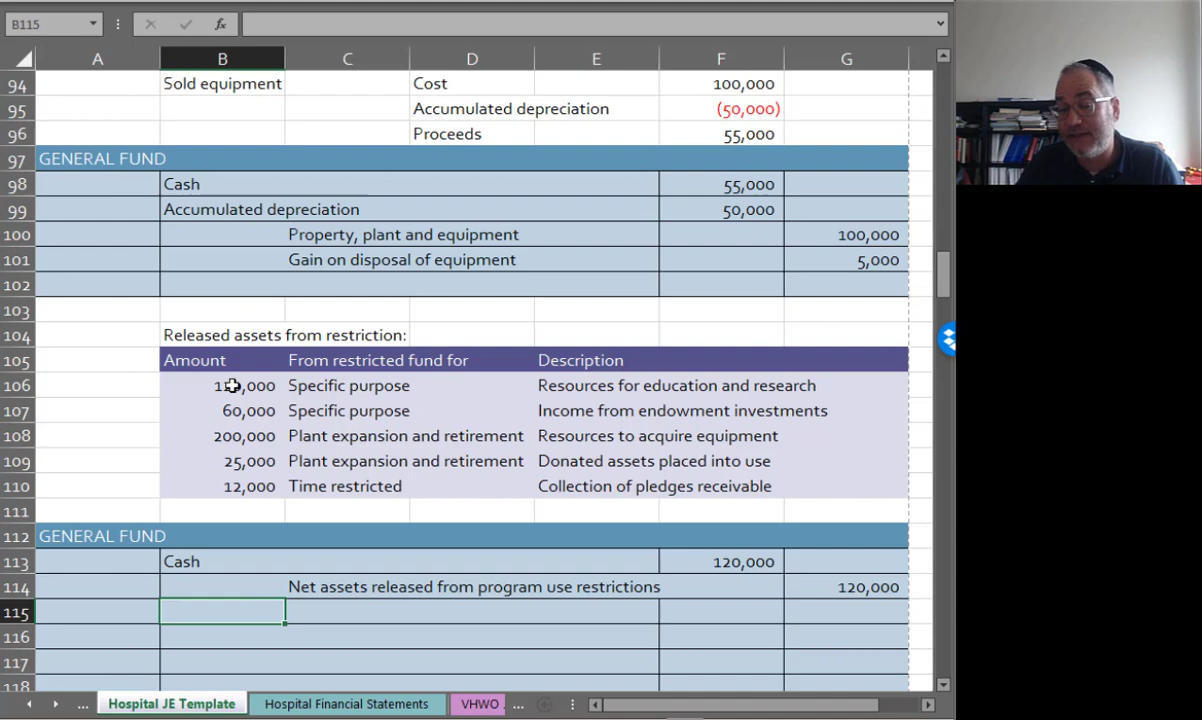 B115 fx
A B C D E F G
94 Sold equipment Cost 100,000
95 Accumulated depreciation (50,000)
96 Proceeds 55,000
97 GENERAL FUND
98 Cash 55,000
99 Accumulated depreciation 50,000
100 Property, plant and equipment 100,000
101 Gain on disposal of equipment 5,000
102
103
104 Released assets from restriction:
105 Amount From restricted fund for Description
106 Specific purpose Resources for education and research
107 60,000 Specific purpose Income from endowment investments
108 200,000 Plant expansion and retirement Resources to acquire equipment
109 25,000 Plant expansion and retirement Donated assets placed into use
110 12,000 Time restricted Collection of pledges receivable
111
112 GENERAL FUND
113 Cash 120,000
114 Net assets released from program use restrictions 120,000
115
116
117
118
... Hospital JE Template Hospital Financial Statements VHWO ...